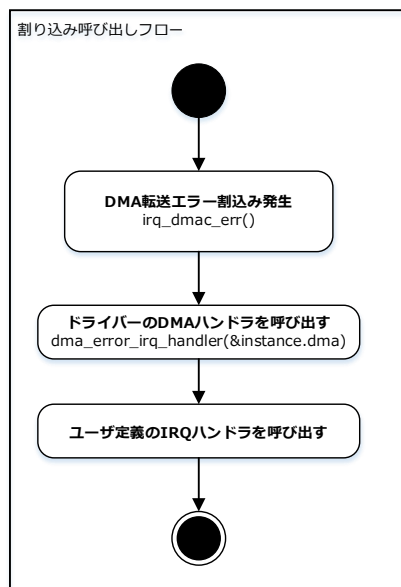 割り込み呼び出しフロー
DMA転送エラー割込み発生
irq_dmac_err()
ドライバーのDMAハンドラを呼び出す
dma_error_irq_handler(&instance.dma)
ユーザ定義のIRQハンドラを呼び出す